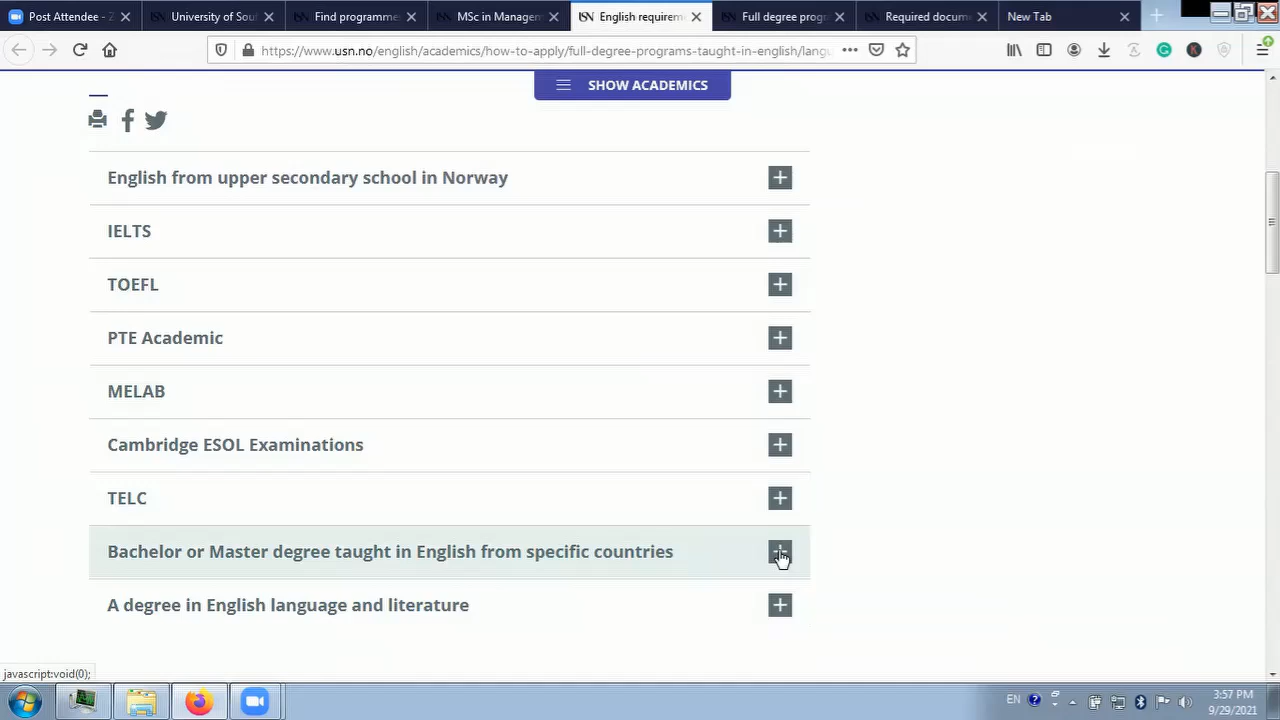 Post Attendee - Z
University of Sou
Find programme
MSc in Managem
English requirem
Full degree prog
Required docum
New Tab
https://www.usn.no/english/academics/how-to-apply/full-degree-programs-taught-in-english/lang
SHOW ACADEMICS
English from upper secondary school in Norway
IELTS
TOEFL
PTE Academic
MELAB
Cambridge ESOL Examinations
TELC
Bachelor or Master degree taught in English from specific countries
A degree in English language and literature
javascript:void(0);
EN
3:57 PM
9/29/2021